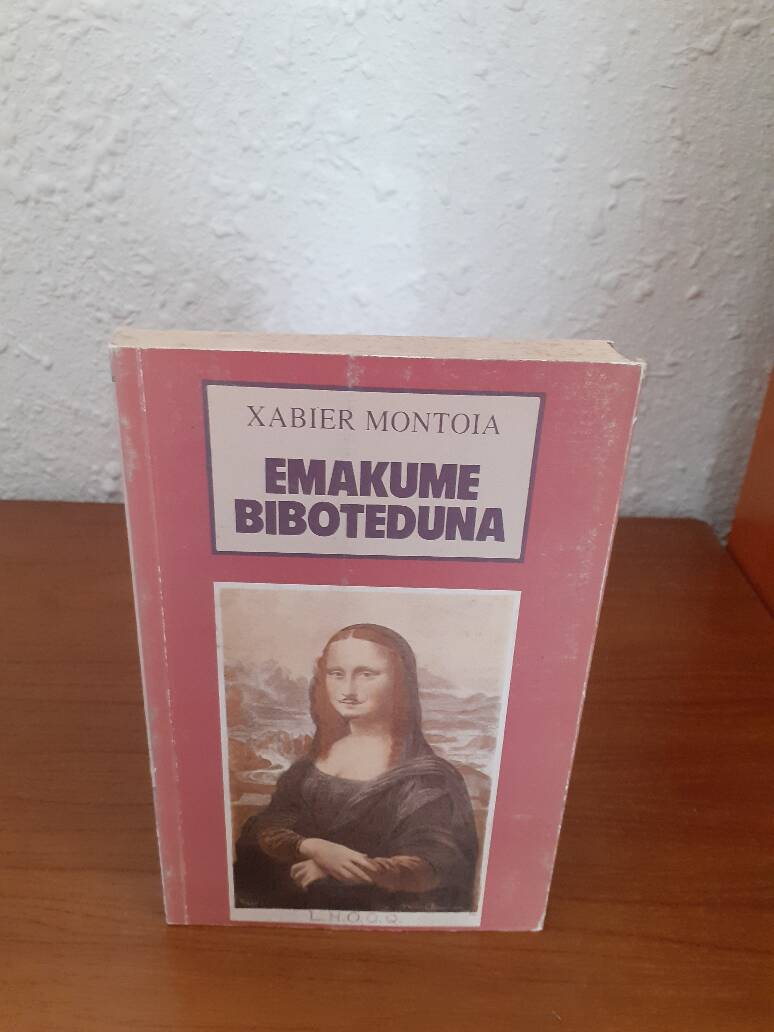 XABIER MONTOIA
EMAKUME
BIBOTEDUNA
L.H.O.O.Q.